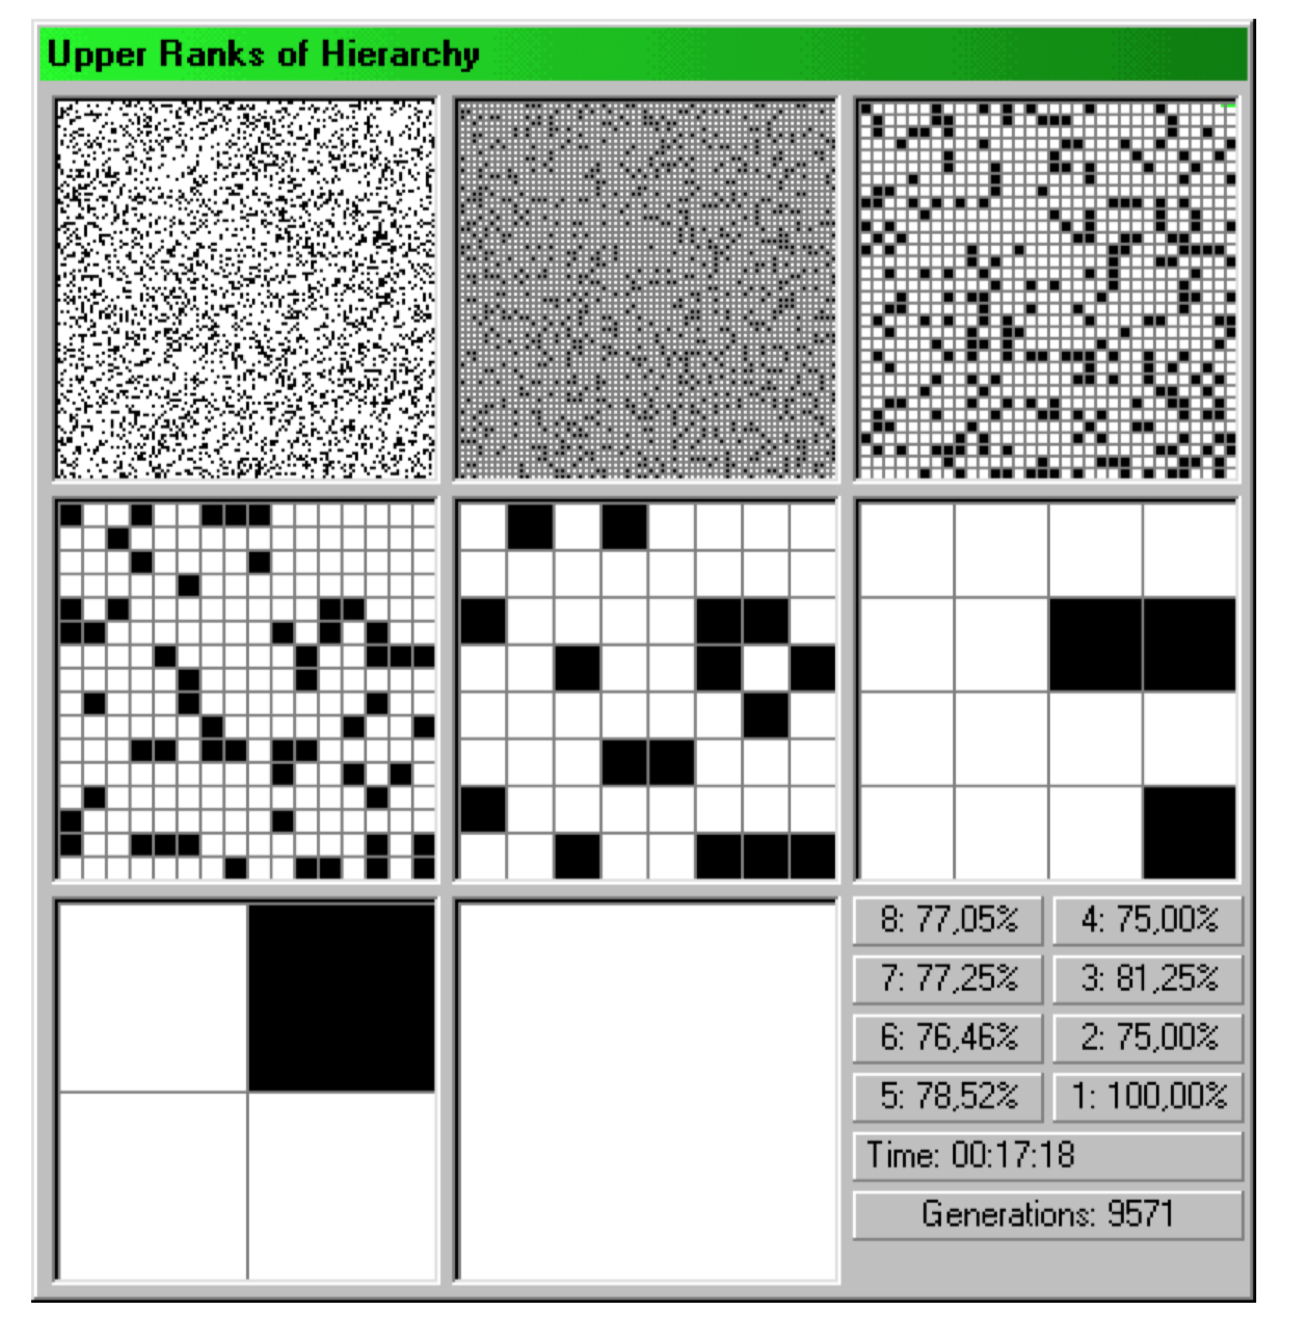 Upper Ranks of Hierarchy
8: 77,05% 4: 75,00%
7: 77,25% 3: 81,25%
6: 76,46% 2: 75,00%
5: 78,52% 1: 100,00%
Time: 00:17:18
Generations: 9571